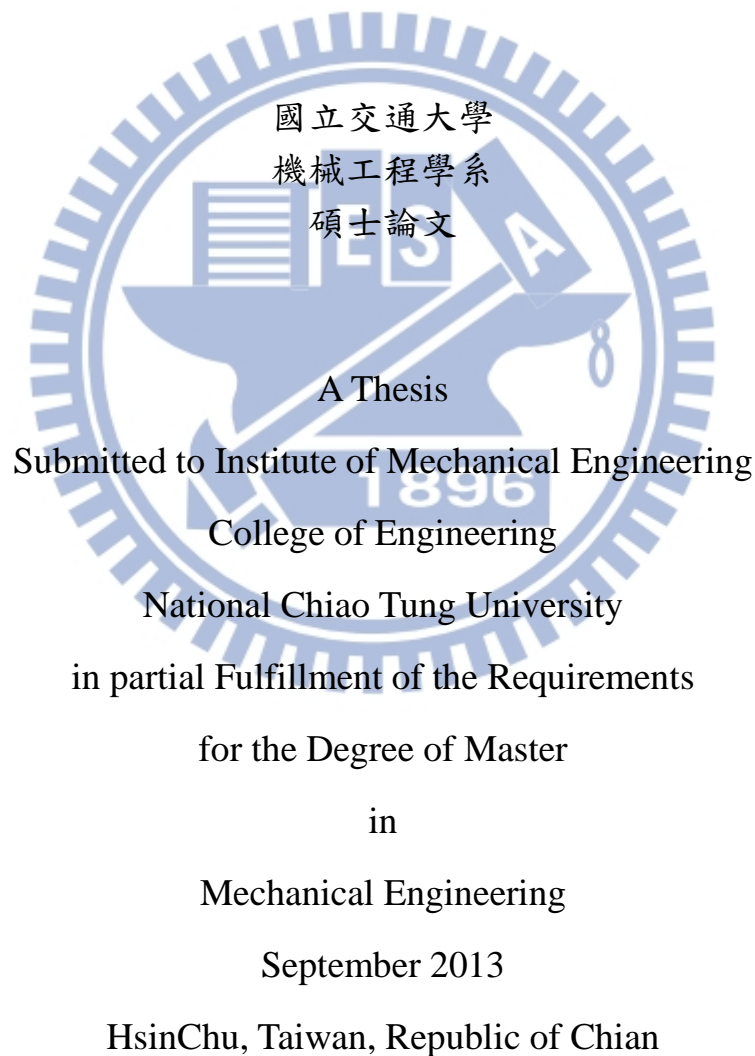 國立交通大學
機械工程學系
碩士論文
ESA
A Thesis
Submitted to Institute of Mechanical Engineering
1896
College of Engineering
National Chiao Tung University
in partial Fulfillment of the Requirements
for the Degree of Master
in
Mechanical Engineering
September 2013
HsinChu, Taiwan, Republic of Chian